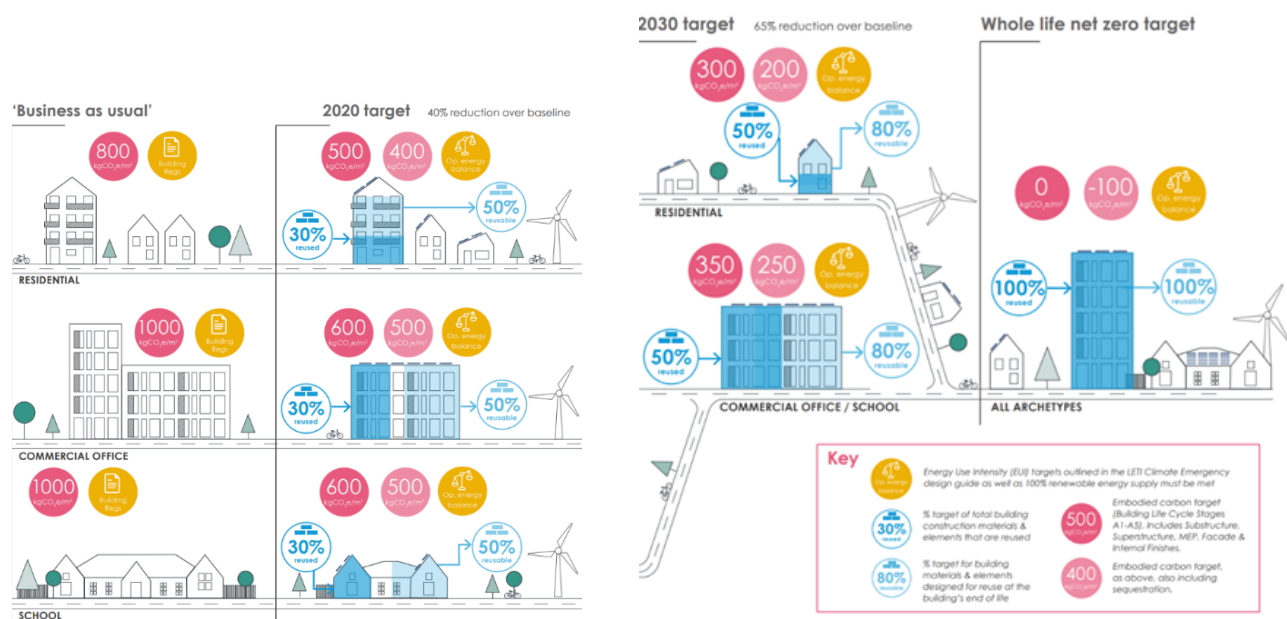 'Business as usual'
2020 target 40% reduction over baseline
800
kgCO₂e/m²
Building
Regs
500
kgCO₂e/m²
400
kgCO₂e/m²
Op. energy
balance
30%
reused
50%
reusable
RESIDENTIAL
1000
kgCO₂e/m²
Building
Regs
600
kgCO₂e/m²
500
kgCO₂e/m²
Op. energy
balance
30%
reused
50%
reusable
COMMERCIAL OFFICE
1000
kgCO₂e/m²
Building
Regs
600
kgCO₂e/m²
500
kgCO₂e/m²
Op. energy
balance
30%
reused
50%
reusable
SCHOOL
2030 target 65% reduction over baseline
300
kgCO₂e/m²
200
kgCO₂e/m²
Op. energy
balance
50%
reused
80%
reusable
RESIDENTIAL
350
kgCO₂e/m²
250
kgCO₂e/m²
Op. energy
balance
50%
reused
80%
reusable
COMMERCIAL OFFICE / SCHOOL
Whole life net zero target
0
kgCO₂e/m²
-100
kgCO₂e/m²
Op. energy
balance
100%
reused
100%
reusable
ALL ARCHETYPES
Key
Op. energy
balance
Energy Use Intensity (EUI) targets outlined in the LETI Climate Emergency
design guide as well as 100% renewable energy supply must be met
30%
reused
% target of total building
construction materials &
elements that are reused
80%
reusable
% target for building
materials & elements
designed for reuse at the
building's end of life
500
kgCO₂e/m²
Embodied carbon target
(Building Life Cycle Stages
A1-A5). Includes Substructure,
Superstructure, MEP, Facade &
Internal Finishes.
400
kgCO₂e/m²
Embodied carbon target,
as above, also including
sequestration.